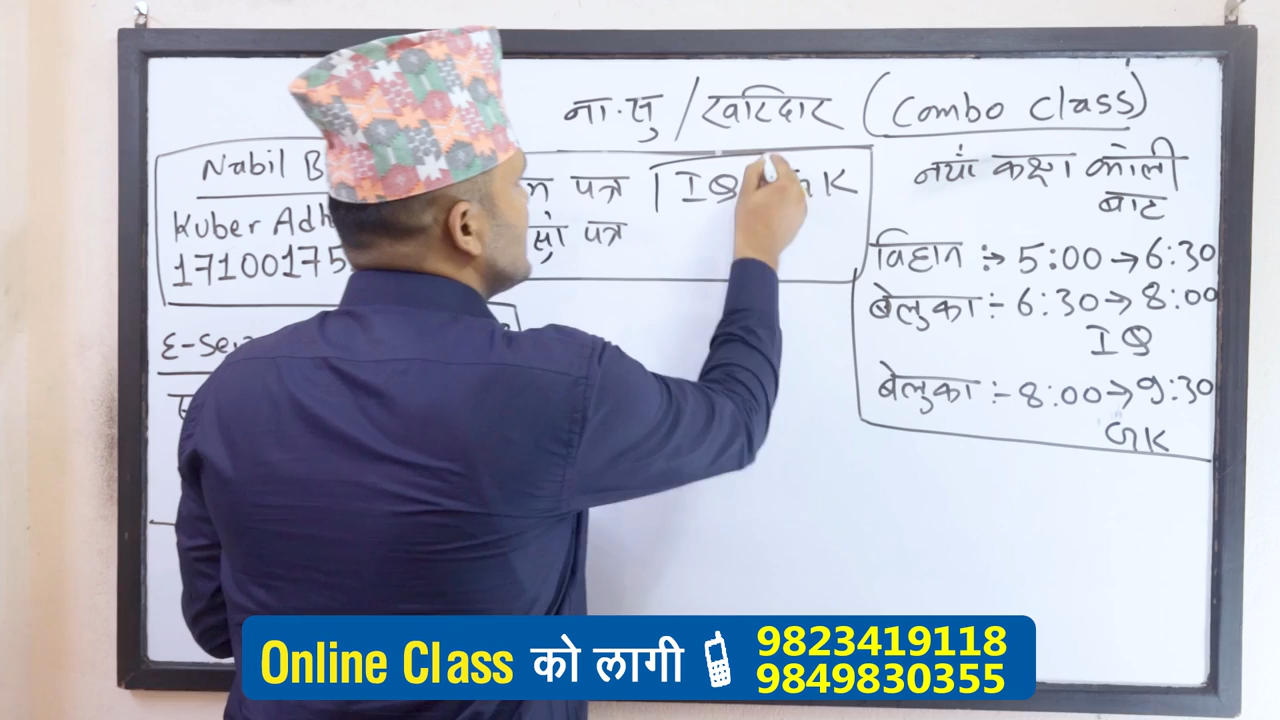 ना.सु / खरिदार (Combo Class)
Nabil B
Kuber Adh
17100175
E-Se
पत्र IQ GK
पत्र
नयाँ कक्षा भोली
बाट
विहान :→ 5:00→6:30
बेलुका :- 6:30→8:00
IQ
बेलुका :- 8:00→9:30
GK
Online Class को लागी
9823419118
9849830355